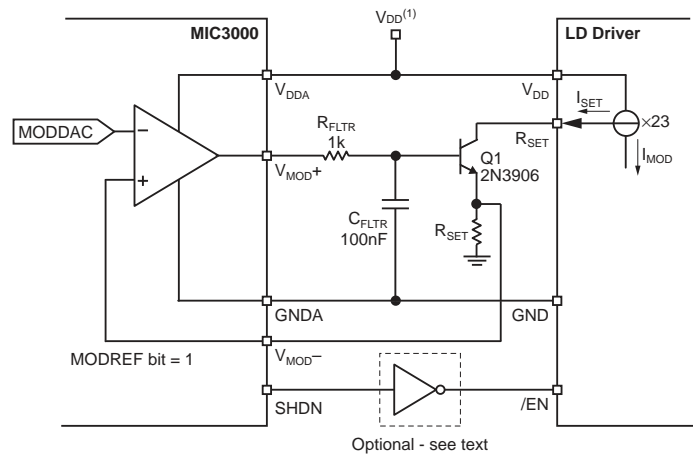 MIC3000
VDD(1)
LD Driver
VDDA
VDD
ISET
×23
MODDAC
−
+
RFLTR
1k
VMOD+
RSET
Q1
2N3906
IMOD
CFLTR
100nF
RSET
GNDA
GND
MODREF bit = 1
VMOD−
SHDN
/EN
Optional - see text